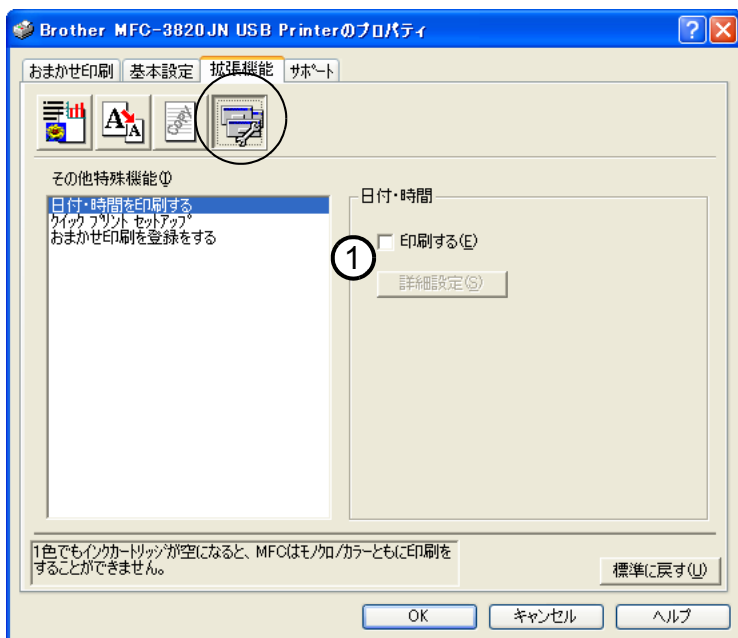 Brother MFC-3820JN USB Printerのプロパティ
おまかせ印刷 基本設定 拡張機能 サポート
その他特殊機能(I)
日付・時間を印刷する
クイック プリント セットアップ
おまかせ印刷を登録をする
日付・時間
① 印刷する(E)
詳細設定(S)
1色でもインクカートリッジが空になると、MFCはモノクロ/カラーともに印刷を
することができません。
標準に戻す(U)
OK キャンセル ヘルプ